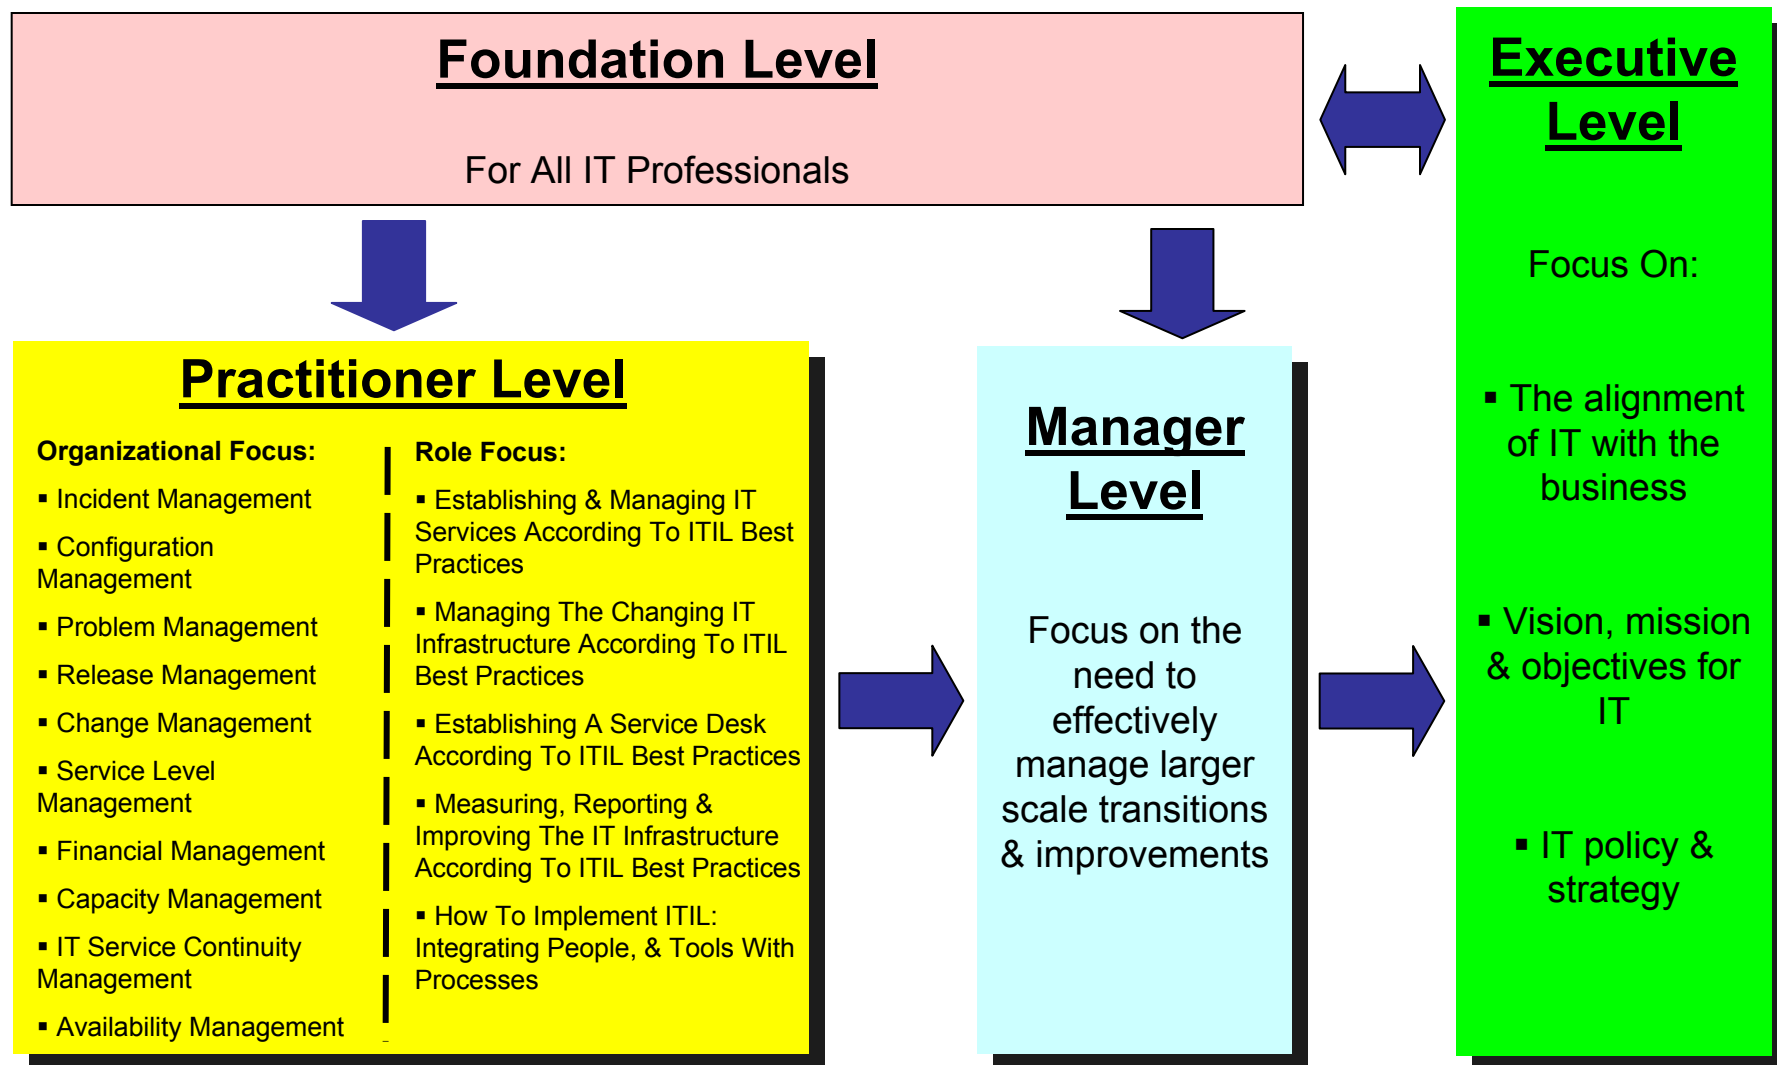 Foundation Level
For All IT Professionals
Executive
Level
Focus On:
▪ The alignment
of IT with the
business
▪ Vision, mission
& objectives for
IT
▪ IT policy &
strategy
Practitioner Level
Organizational Focus:
▪ Incident Management
▪ Configuration
Management
▪ Problem Management
▪ Release Management
▪ Change Management
▪ Service Level
Management
▪ Financial Management
▪ Capacity Management
▪ IT Service Continuity
Management
▪ Availability Management
Role Focus:
▪ Establishing & Managing IT
Services According To ITIL Best
Practices
▪ Managing The Changing IT
Infrastructure According To ITIL
Best Practices
▪ Establishing A Service Desk
According To ITIL Best Practices
▪ Measuring, Reporting &
Improving The IT Infrastructure
According To ITIL Best Practices
▪ How To Implement ITIL:
Integrating People, & Tools With
Processes
Manager
Level
Focus on the
need to
effectively
manage larger
scale transitions
& improvements